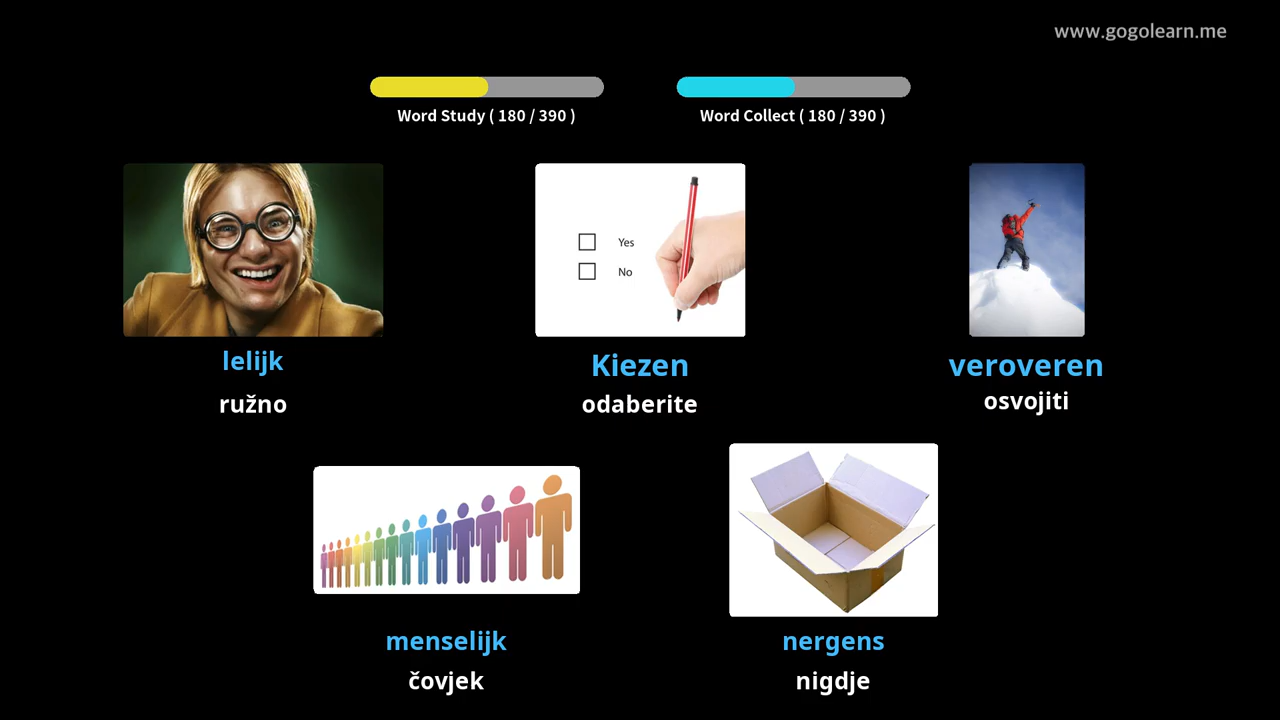 www.gogolearn.me
Word Study ( 180 / 390 )
Word Collect ( 180 / 390 )
Yes
No
lelijk
Kiezen
veroveren
ružno
odaberite
osvojiti
menselijk
nergens
čovjek
nigdje